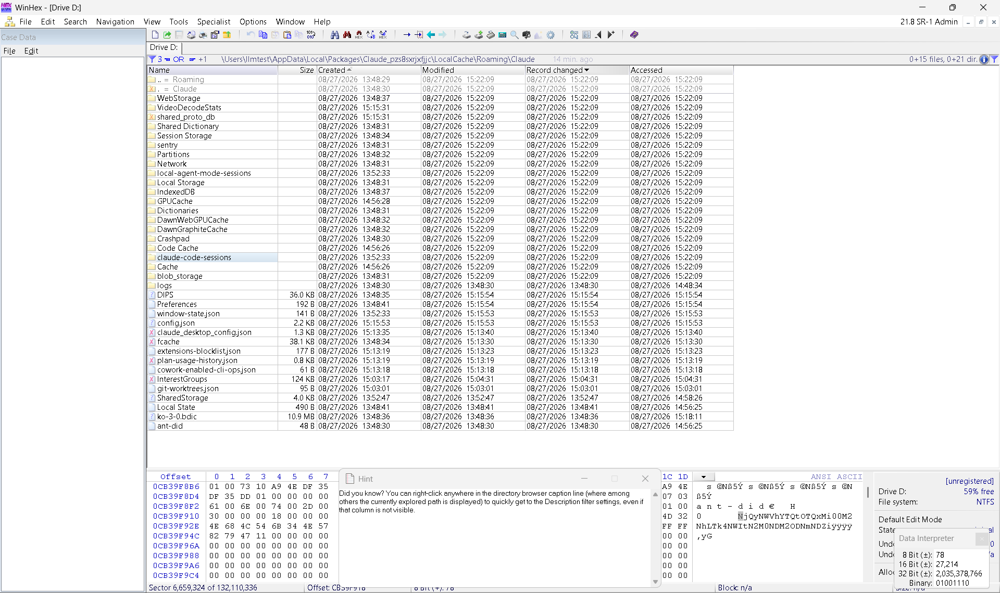 WinHex - [Drive D:]
File Edit Search Navigation View Tools Specialist Options Window Help 21.8 SR-1 Admin
Case Data
File Edit
Drive D:
3 OR +1 \Users\llmtest\AppData\Local\Packages\Claude_pzs8sxrjxfjjc\LocalCache\Roaming\Claude 14 min. ago 0+15 files, 0+21 dir.
Name Size Created Modified Record changed Accessed
.. = Roaming 08/27/2026 13:48:29 08/27/2026 15:22:09 08/27/2026 15:22:09 08/27/2026 15:22:09
. = Claude 08/27/2026 13:48:30 08/27/2026 15:22:09 08/27/2026 15:22:09 08/27/2026 15:22:09
WebStorage 08/27/2026 13:48:37 08/27/2026 15:22:09 08/27/2026 15:22:09 08/27/2026 15:22:09
VideoDecodeStats 08/27/2026 15:15:31 08/27/2026 15:22:09 08/27/2026 15:22:09 08/27/2026 15:22:09
shared_proto_db 08/27/2026 15:15:31 08/27/2026 15:22:09 08/27/2026 15:22:09 08/27/2026 15:22:09
Shared Dictionary 08/27/2026 13:48:31 08/27/2026 15:22:09 08/27/2026 15:22:09 08/27/2026 15:22:09
Session Storage 08/27/2026 13:48:34 08/27/2026 15:22:09 08/27/2026 15:22:09 08/27/2026 15:22:09
sentry 08/27/2026 13:48:31 08/27/2026 15:22:09 08/27/2026 15:22:09 08/27/2026 15:22:09
Partitions 08/27/2026 13:48:32 08/27/2026 15:22:09 08/27/2026 15:22:09 08/27/2026 15:22:09
Network 08/27/2026 13:48:31 08/27/2026 15:22:09 08/27/2026 15:22:09 08/27/2026 15:22:09
local-agent-mode-sessions 08/27/2026 13:52:33 08/27/2026 15:22:09 08/27/2026 15:22:09 08/27/2026 15:22:09
Local Storage 08/27/2026 13:48:31 08/27/2026 15:22:09 08/27/2026 15:22:09 08/27/2026 15:22:09
IndexedDB 08/27/2026 13:48:37 08/27/2026 15:22:09 08/27/2026 15:22:09 08/27/2026 15:22:09
GPUCache 08/27/2026 14:56:28 08/27/2026 15:22:09 08/27/2026 15:22:09 08/27/2026 15:22:09
Dictionaries 08/27/2026 13:48:31 08/27/2026 15:22:09 08/27/2026 15:22:09 08/27/2026 15:22:09
DawnWebGPUCache 08/27/2026 13:48:32 08/27/2026 15:22:09 08/27/2026 15:22:09 08/27/2026 15:22:09
DawnGraphiteCache 08/27/2026 13:48:32 08/27/2026 15:22:09 08/27/2026 15:22:09 08/27/2026 15:22:09
Crashpad 08/27/2026 13:48:30 08/27/2026 15:22:09 08/27/2026 15:22:09 08/27/2026 15:22:09
Code Cache 08/27/2026 14:56:26 08/27/2026 15:22:09 08/27/2026 15:22:09 08/27/2026 15:22:09
claude-code-sessions 08/27/2026 13:52:33 08/27/2026 15:22:09 08/27/2026 15:22:09 08/27/2026 15:22:09
Cache 08/27/2026 14:56:26 08/27/2026 15:22:09 08/27/2026 15:22:09 08/27/2026 15:22:09
blob_storage 08/27/2026 13:48:31 08/27/2026 15:22:09 08/27/2026 15:22:09 08/27/2026 15:22:09
logs 08/27/2026 13:48:30 08/27/2026 13:48:30 08/27/2026 13:48:30 08/27/2026 14:48:34
DIPS 36.0 KB 08/27/2026 13:48:35 08/27/2026 15:15:54 08/27/2026 15:15:54 08/27/2026 15:15:54
Preferences 192 B 08/27/2026 13:48:41 08/27/2026 15:15:54 08/27/2026 15:15:54 08/27/2026 15:15:54
window-state.json 141 B 08/27/2026 13:52:33 08/27/2026 15:15:53 08/27/2026 15:15:53 08/27/2026 15:15:53
config.json 2.2 KB 08/27/2026 15:15:53 08/27/2026 15:15:53 08/27/2026 15:15:53 08/27/2026 15:15:53
claude_desktop_config.json 1.3 KB 08/27/2026 15:13:35 08/27/2026 15:13:40 08/27/2026 15:13:40 08/27/2026 15:13:40
fcache 38.1 KB 08/27/2026 13:48:34 08/27/2026 15:13:30 08/27/2026 15:13:30 08/27/2026 15:13:30
extensions-blocklist.json 177 B 08/27/2026 15:13:19 08/27/2026 15:13:23 08/27/2026 15:13:23 08/27/2026 15:13:23
plan-usage-history.json 0.8 KB 08/27/2026 15:13:19 08/27/2026 15:13:19 08/27/2026 15:13:19 08/27/2026 15:13:19
cowork-enabled-cli-ops.json 61 B 08/27/2026 15:13:18 08/27/2026 15:13:18 08/27/2026 15:13:18 08/27/2026 15:13:18
InterestGroups 124 KB 08/27/2026 15:03:17 08/27/2026 15:04:31 08/27/2026 15:04:31 08/27/2026 15:04:31
git-worktrees.json 95 B 08/27/2026 15:03:01 08/27/2026 15:03:01 08/27/2026 15:03:01 08/27/2026 15:03:01
SharedStorage 4.0 KB 08/27/2026 13:52:47 08/27/2026 13:52:47 08/27/2026 13:52:47 08/27/2026 14:58:26
Local State 490 B 08/27/2026 13:48:41 08/27/2026 13:48:41 08/27/2026 13:48:41 08/27/2026 14:56:25
ko-3-0.bdic 10.9 MB 08/27/2026 13:48:36 08/27/2026 13:48:36 08/27/2026 13:48:36 08/27/2026 15:18:11
ant-did 48 B 08/27/2026 13:48:30 08/27/2026 13:48:30 08/27/2026 13:48:30 08/27/2026 14:56:25
Offset 0 1 2 3 4 5 6 7
0CB39F8B6 01 00 73 10 A9 4E DF 35
0CB39F8D4 DF 35 DD 01 00 00 00 00
0CB39F8F2 61 00 6E 00 74 00 2D 00
0CB39F910 30 00 00 00 18 00 00 00
0CB39F92E 4E 68 4C 54 6B 34 4E 57
0CB39F94C 82 79 47 11 00 00 00 00
0CB39F96A 00 00 00 00 00 00 00 00
0CB39F988 00 00 00 00 00 00 00 00
0CB39F9A6 00 00 00 00 00 00 00 00
0CB39F9C4 00 00 00 00 00 00 00 00
Hint
Did you know? You can right-click anywhere in the directory browser caption line (where among
others the currently explored path is displayed) to quickly get to the Description filter settings, even if
that column is not visible.
1C 1D ANSI ASCII
A9 4E s ©Nß5Ý s ©Nß5Ý s ©Nß5Ý s ©N
07 03 ß5Ý
01 00 a n t - d i d € H
4D 32 0 NjQyNWVhYTQtOTQxMi00M2
FF FF NhLTk4NWItN2M0NDM2ODNmNDZiÿÿÿÿ
00 00 ‚yG
00 00
00 00
00 00
00 00
[unregistered]
Drive D: 59% free
File system: NTFS
Default Edit Mode
State
Data Interpreter
8 Bit (±): 78
16 Bit (±): 27,214
32 Bit (±): 2,035,378,766
Binary: 01001110
Sector 6,659,324 of 132,110,336 Offset: CB39F918 8 Bit (±): 78 Block: n/a Size: n/a